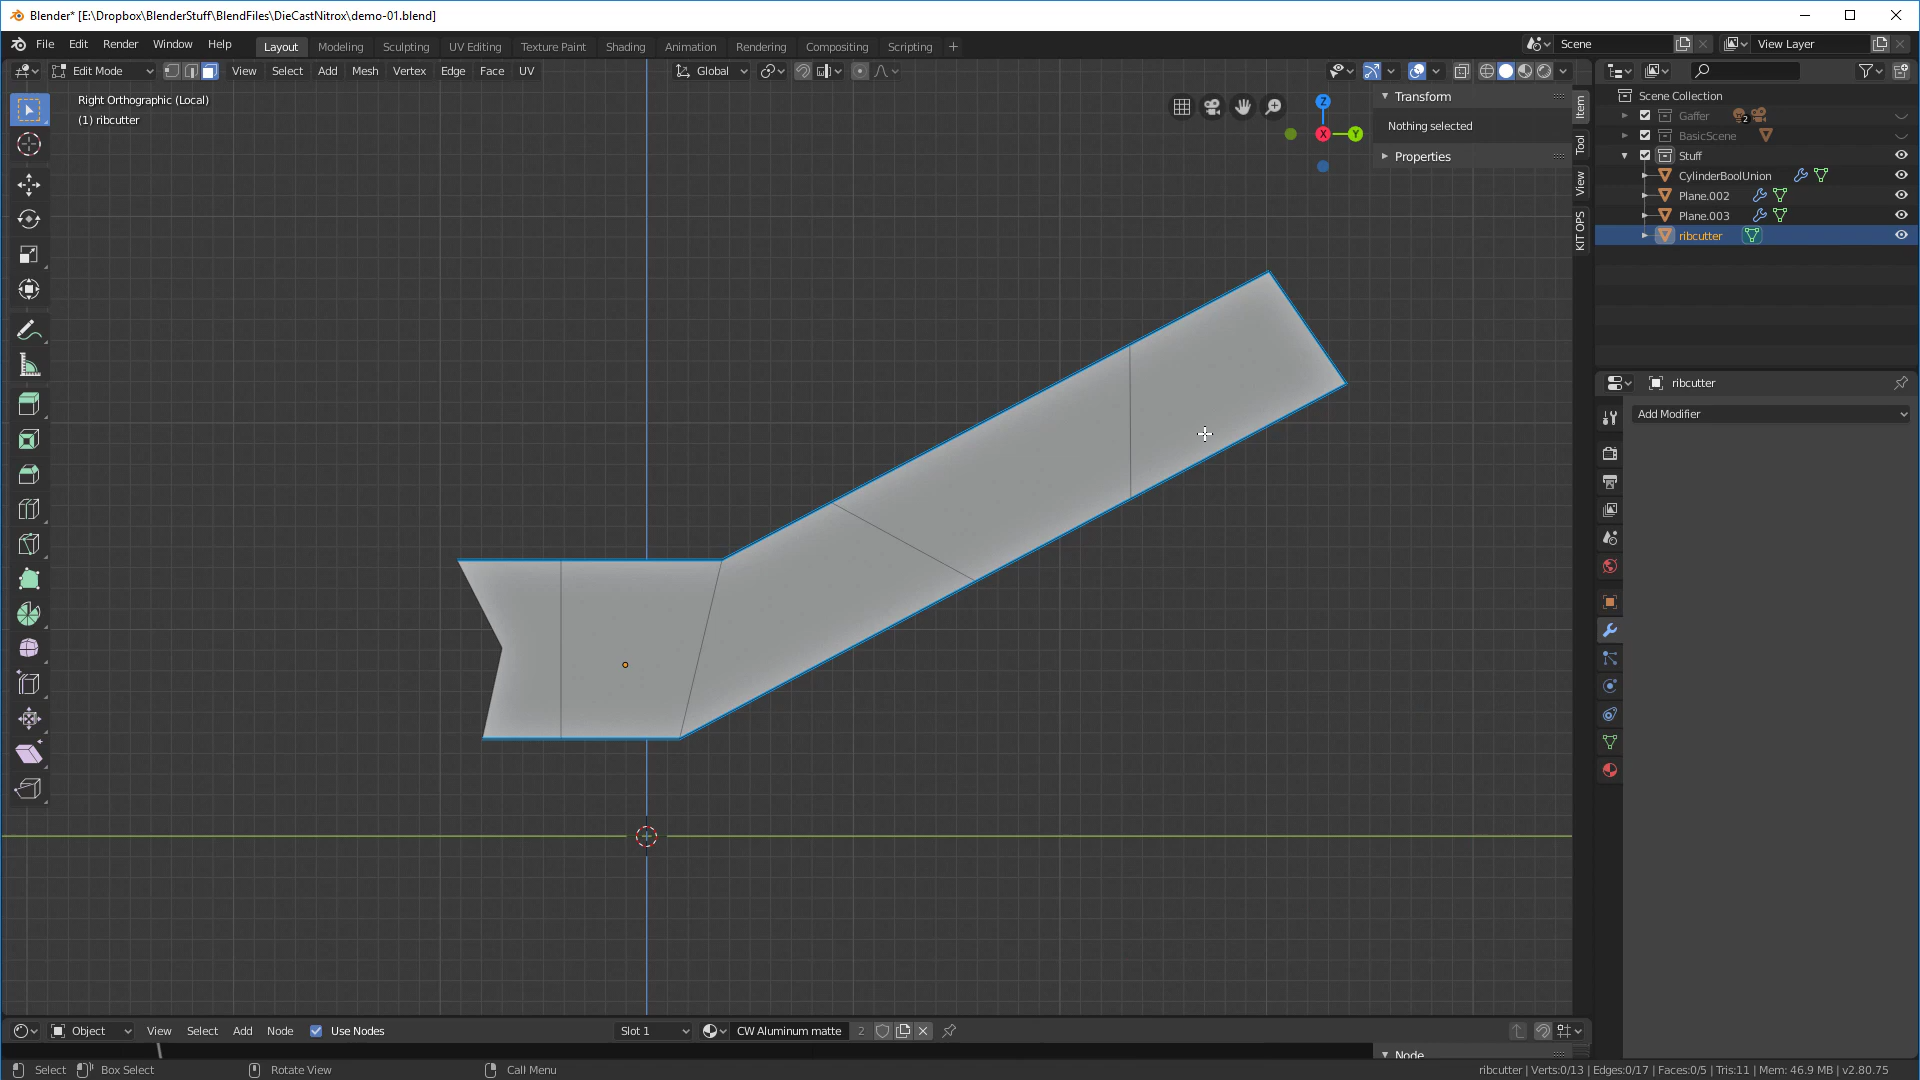 Blender* [E:\Dropbox\BlenderStuff\BlendFiles\DieCastNitrox\demo-01.blend]
File Edit Render Window Help Layout Modeling Sculpting UV Editing Texture Paint Shading Animation Rendering Compositing Scripting + Scene View Layer
Edit Mode View Select Add Mesh Vertex Edge Face UV Global
Right Orthographic (Local)
(1) ribcutter
Z
X
Y
Transform
Nothing selected
Properties
Item
Tool
View
KIT OPS
Scene Collection
Gaffer 2
BasicScene
Stuff
CylinderBoolUnion
Plane.002
Plane.003
ribcutter
ribcutter
Add Modifier
Object View Select Add Node Use Nodes Slot 1 CW Aluminum matte 2
Node
Select Box Select Rotate View Call Menu ribcutter | Verts:0/13 | Edges:0/17 | Faces:0/5 | Tris:11 | Mem: 46.9 MB | v2.80.75